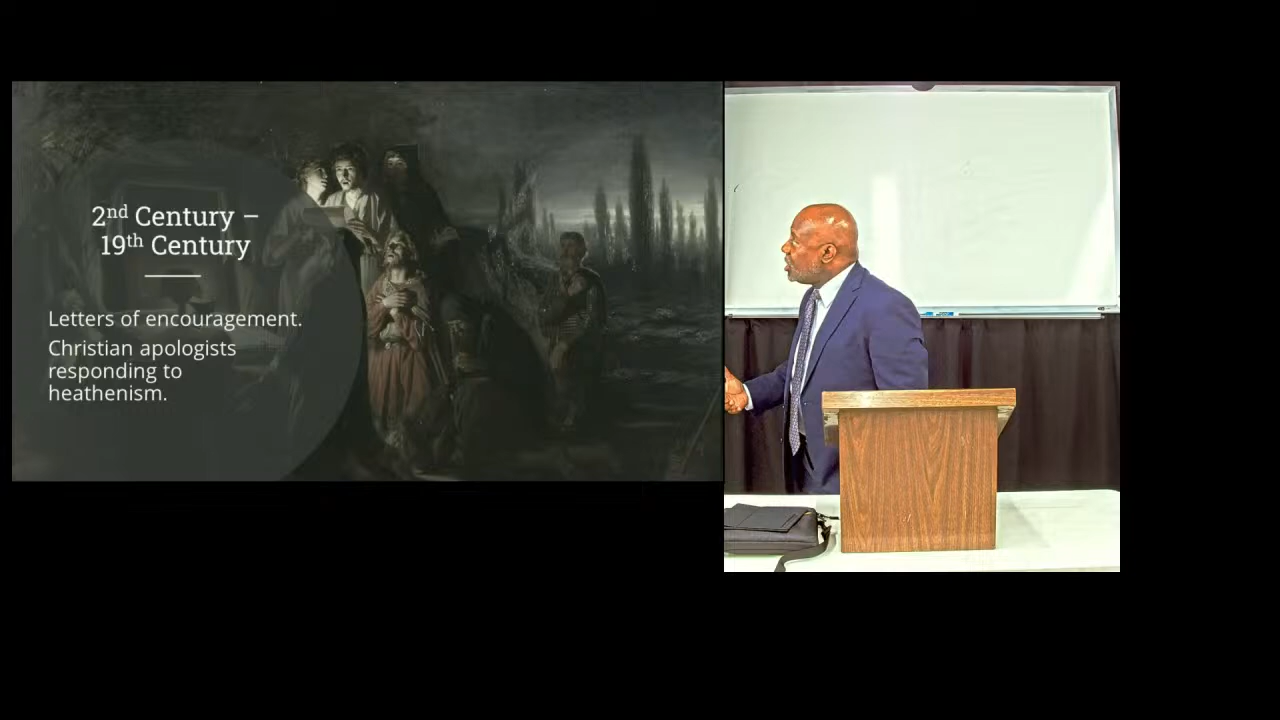 2nd Century –
19th Century
Letters of encouragement.
Christian apologists
responding to
heathenism.